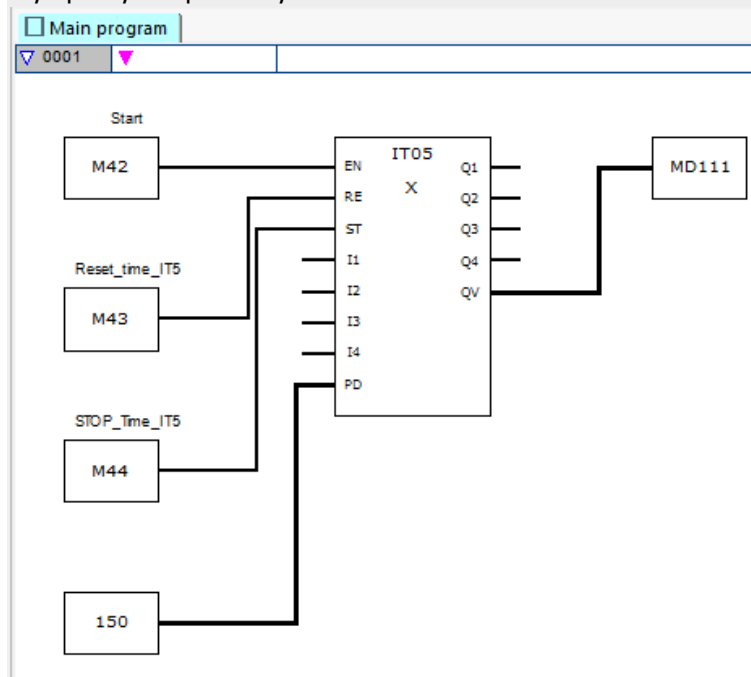 Main program
0001
Start
M42
Reset_time_IT5
M43
STOP_Time_IT5
M44
150
IT05
X
EN
RE
ST
I1
I2
I3
I4
PD
Q1
Q2
Q3
Q4
QV
MD111